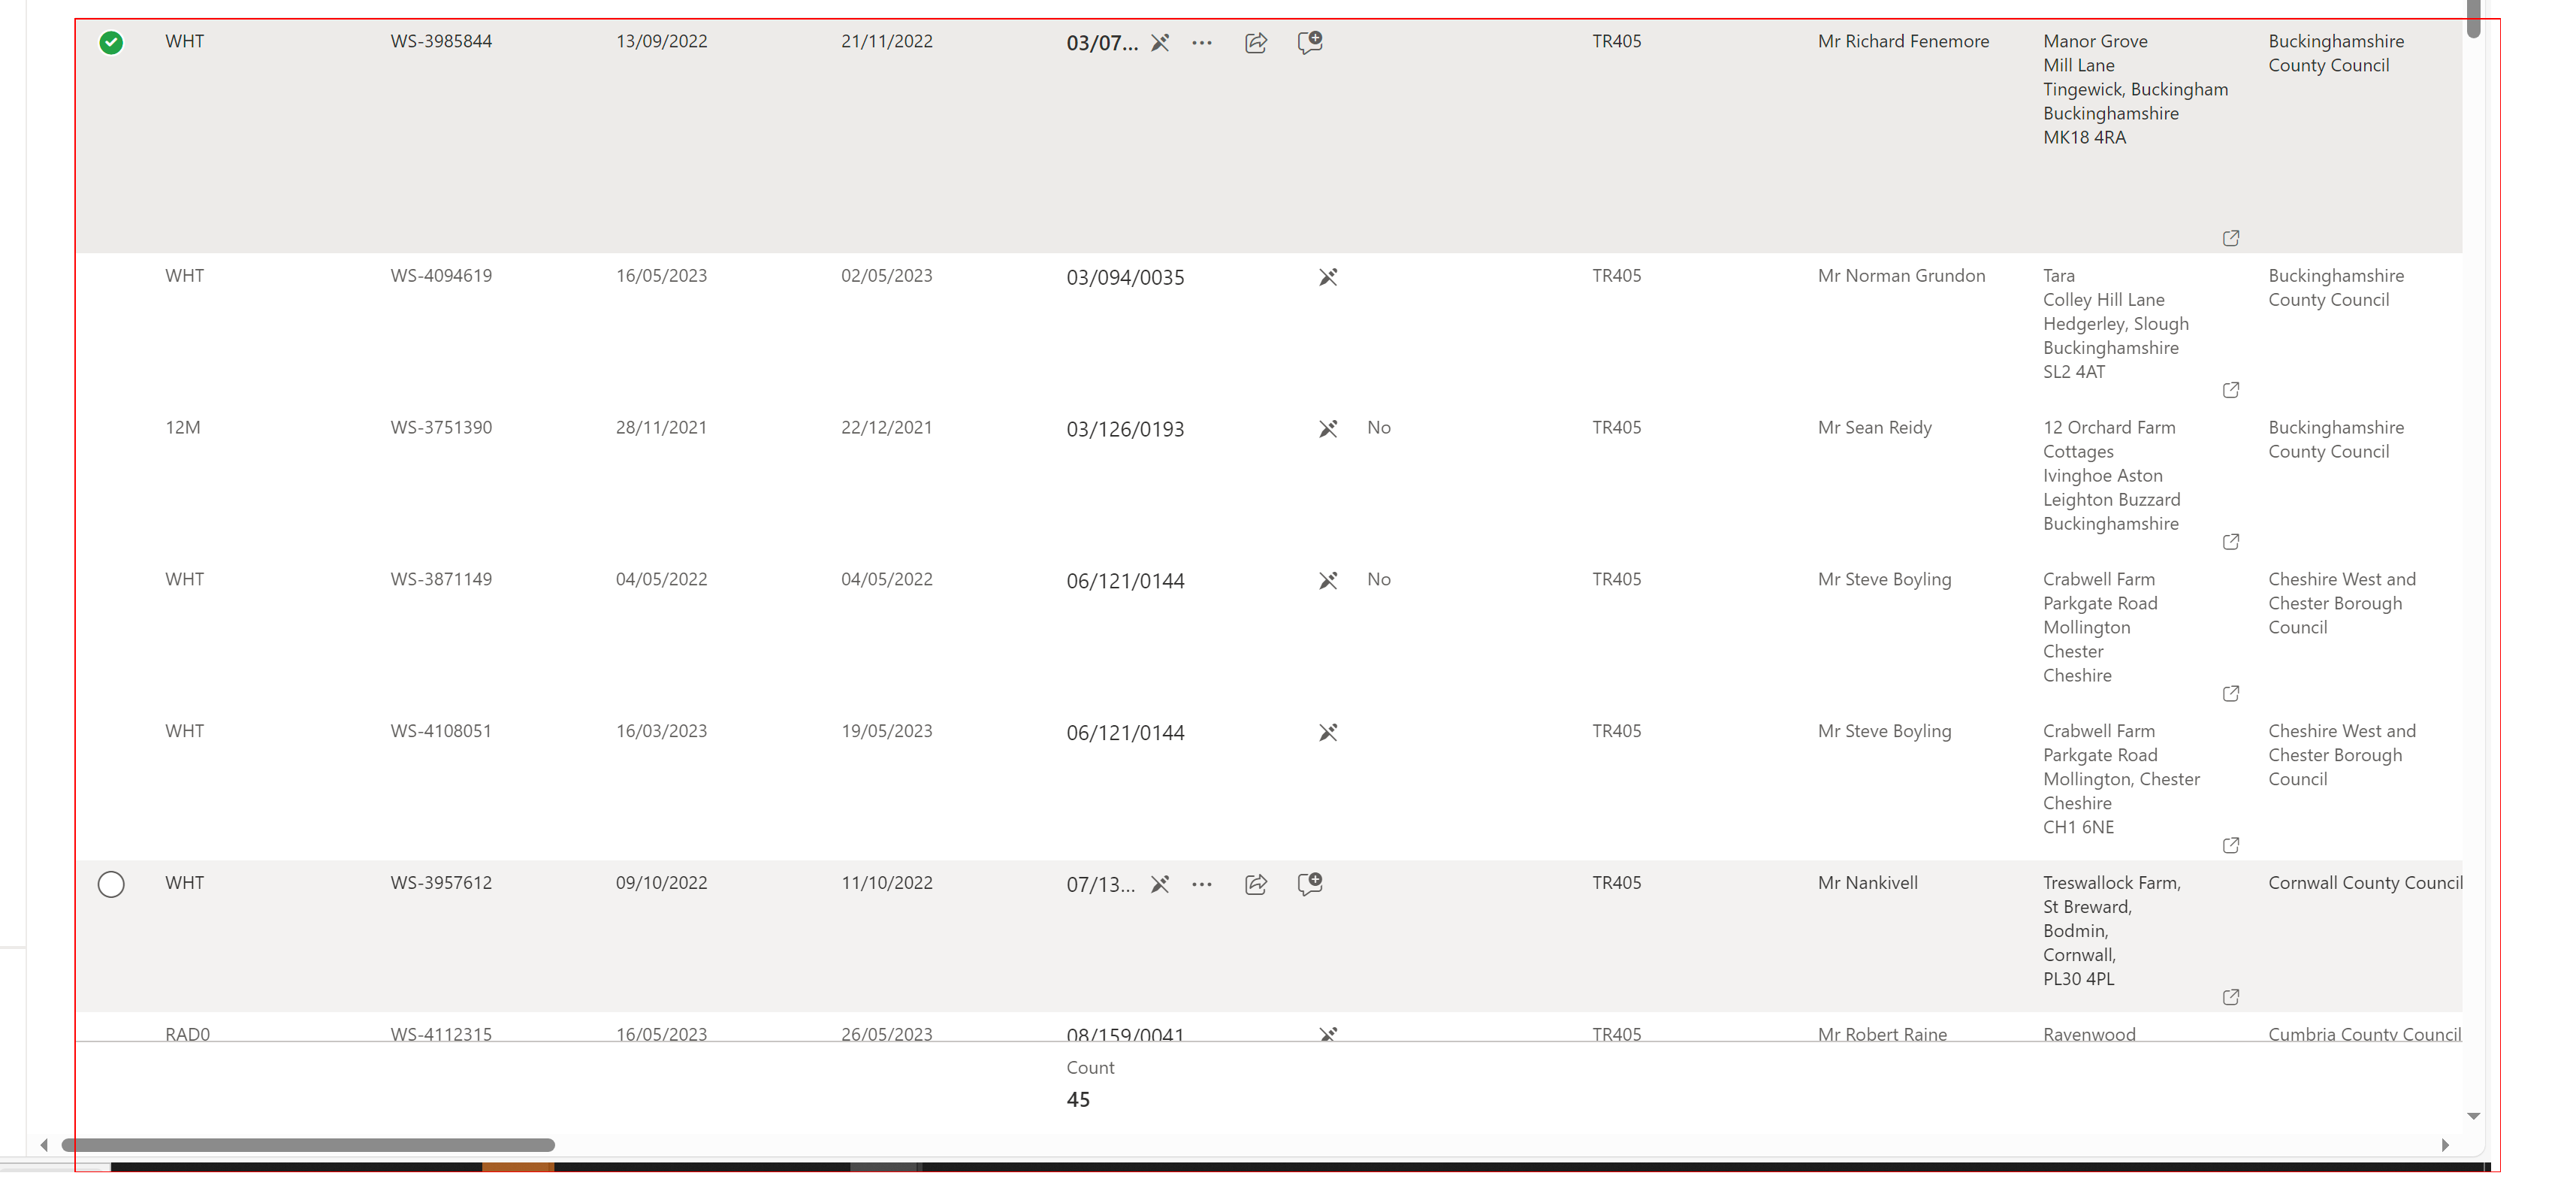 WHT WS-3985844 13/09/2022 21/11/2022 03/07... TR405 Mr Richard Fenemore Manor Grove Buckinghamshire
Mill Lane County Council
Tingewick, Buckingham
Buckinghamshire
MK18 4RA
WHT WS-4094619 16/05/2023 02/05/2023 03/094/0035 TR405 Mr Norman Grundon Tara Buckinghamshire
Colley Hill Lane County Council
Hedgerley, Slough
Buckinghamshire
SL2 4AT
12M WS-3751390 28/11/2021 22/12/2021 03/126/0193 No TR405 Mr Sean Reidy 12 Orchard Farm Buckinghamshire
Cottages County Council
Ivinghoe Aston
Leighton Buzzard
Buckinghamshire
WHT WS-3871149 04/05/2022 04/05/2022 06/121/0144 No TR405 Mr Steve Boyling Crabwell Farm Cheshire West and
Parkgate Road Chester Borough
Mollington Council
Chester
Cheshire
WHT WS-4108051 16/03/2023 19/05/2023 06/121/0144 TR405 Mr Steve Boyling Crabwell Farm Cheshire West and
Parkgate Road Chester Borough
Mollington, Chester Council
Cheshire
CH1 6NE
WHT WS-3957612 09/10/2022 11/10/2022 07/13... TR405 Mr Nankivell Treswallock Farm, Cornwall County Council
St Breward,
Bodmin,
Cornwall,
PL30 4PL
RAD0 WS-4112315 16/05/2023 26/05/2023 08/159/0041 TR405 Mr Robert Raine Ravenwood Cumbria County Council
Count
45